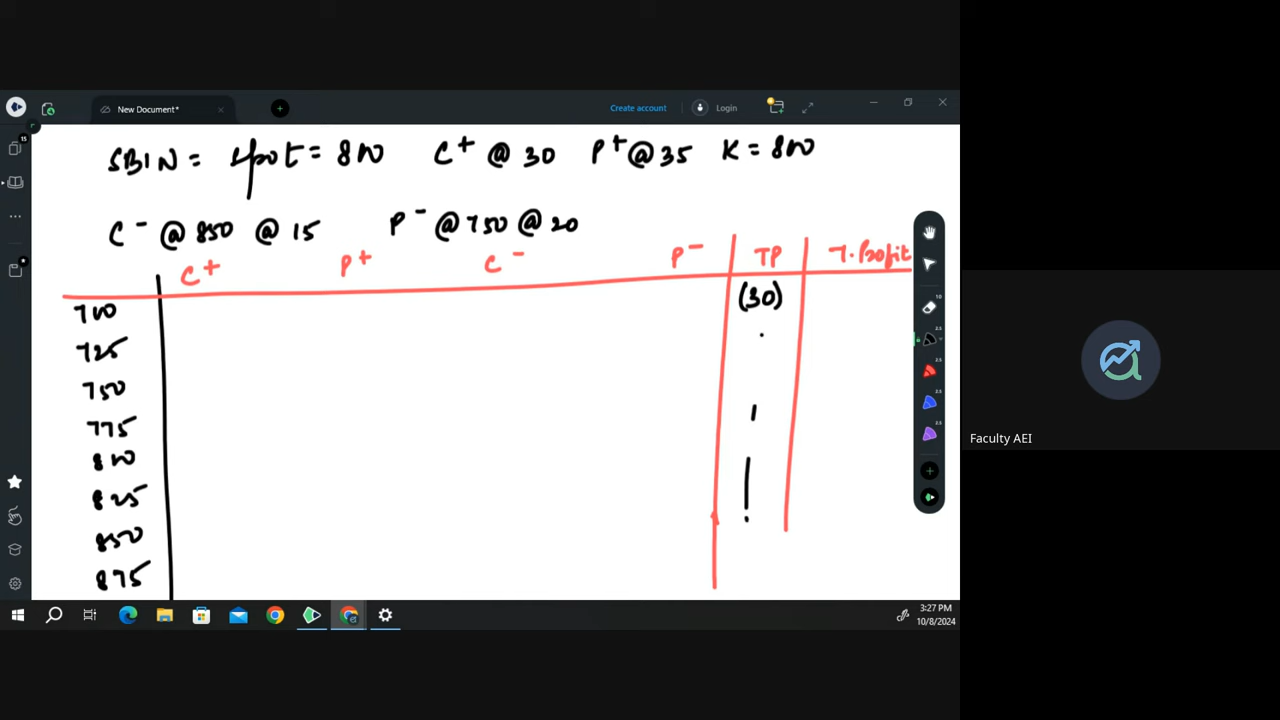 New Document*
Create account
Login
SBIN = spot = 800 C+ @ 30 P+ @ 35 K = 800
C- @ 850 @ 15 P- @ 750 @ 20
C+ P+ C- P- TP T.Profit
700 (30)
725
750
775
800
825
850
875
Faculty AEI
3:27 PM
10/8/2024